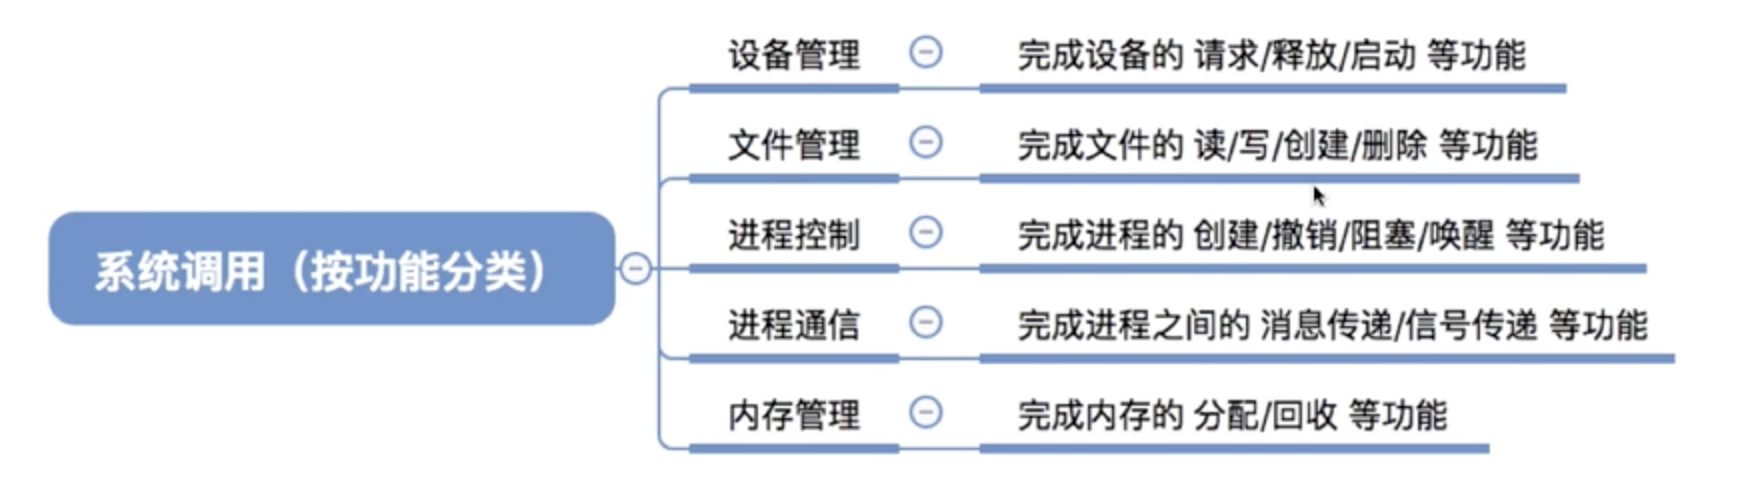 系统调用（按功能分类）
设备管理 完成设备的 请求/释放/启动 等功能
文件管理 完成文件的 读/写/创建/删除 等功能
进程控制 完成进程的 创建/撤销/阻塞/唤醒 等功能
进程通信 完成进程之间的 消息传递/信号传递 等功能
内存管理 完成内存的 分配/回收 等功能